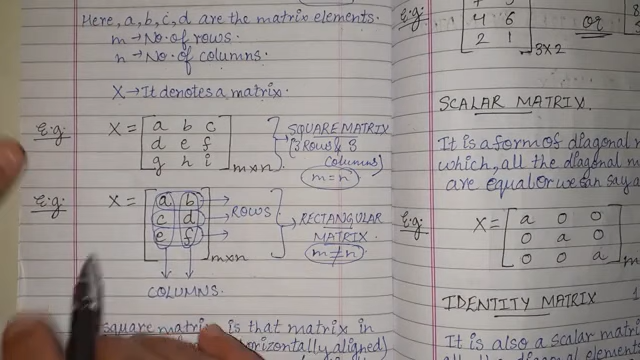 Here, a, b, c, d are the matrix elements.
m → No. of rows.
n → No. of columns.
X → It denotes a matrix.
E.g. X = [a b c
d e f
g h i] m×n → SQUARE MATRIX
(3 Rows & 3
Columns)
m = n
E.g. X = [a b
c d
e f] m×n → ROWS
→ RECTANGULAR
MATRIX.
m ≠ n
COLUMNS.
square matrix is that matrix in
horizontally aligned)
E.g.
4 6
2 1] 3×2
or
SCALAR MATRIX.
It is a form of diagonal m
which, all the diagonal m
are equal or we can say a
E.g. X = [a 0 0
0 a 0
0 0 a] m
IDENTITY MATRIX
It is also a scalar matri